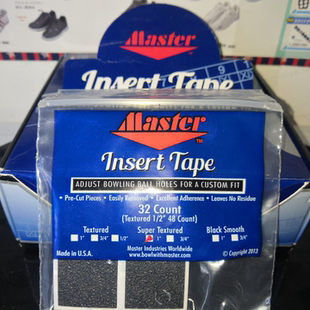 Master
Insert Tape
Master
™
Insert Tape
ADJUST BOWLING BALL HOLES FOR A CUSTOM FIT
• Pre-Cut Pieces • Easily Removed • Excellent Adherence • Leaves No Residue
32 Count
(Textured 1/2" 48 Count)
Textured Super Textured Black Smooth
1" 3/4" 1/2" 1" 3/4" 1" 3/4"
Made in U.S.A. Master Industries Worldwide © Copyright 2013
www.bowlwithmaster.com